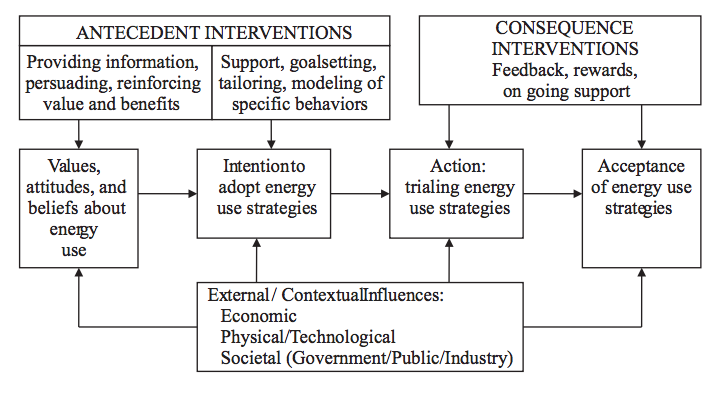 ANTECEDENT INTERVENTIONS
Providing information,
persuading, reinforcing
value and benefits
Support, goalsetting,
tailoring, modeling of
specific behaviors
CONSEQUENCE
INTERVENTIONS
Feedback, rewards,
on going support
Values,
attitudes, and
beliefs about
energy
use
Intentionto
adopt energy
use strategies
Action:
trialing energy
use strategies
Acceptance
of energy use
strategies
External / ContextualInfluences:
Economic
Physical/Technological
Societal (Government/Public/Industry)